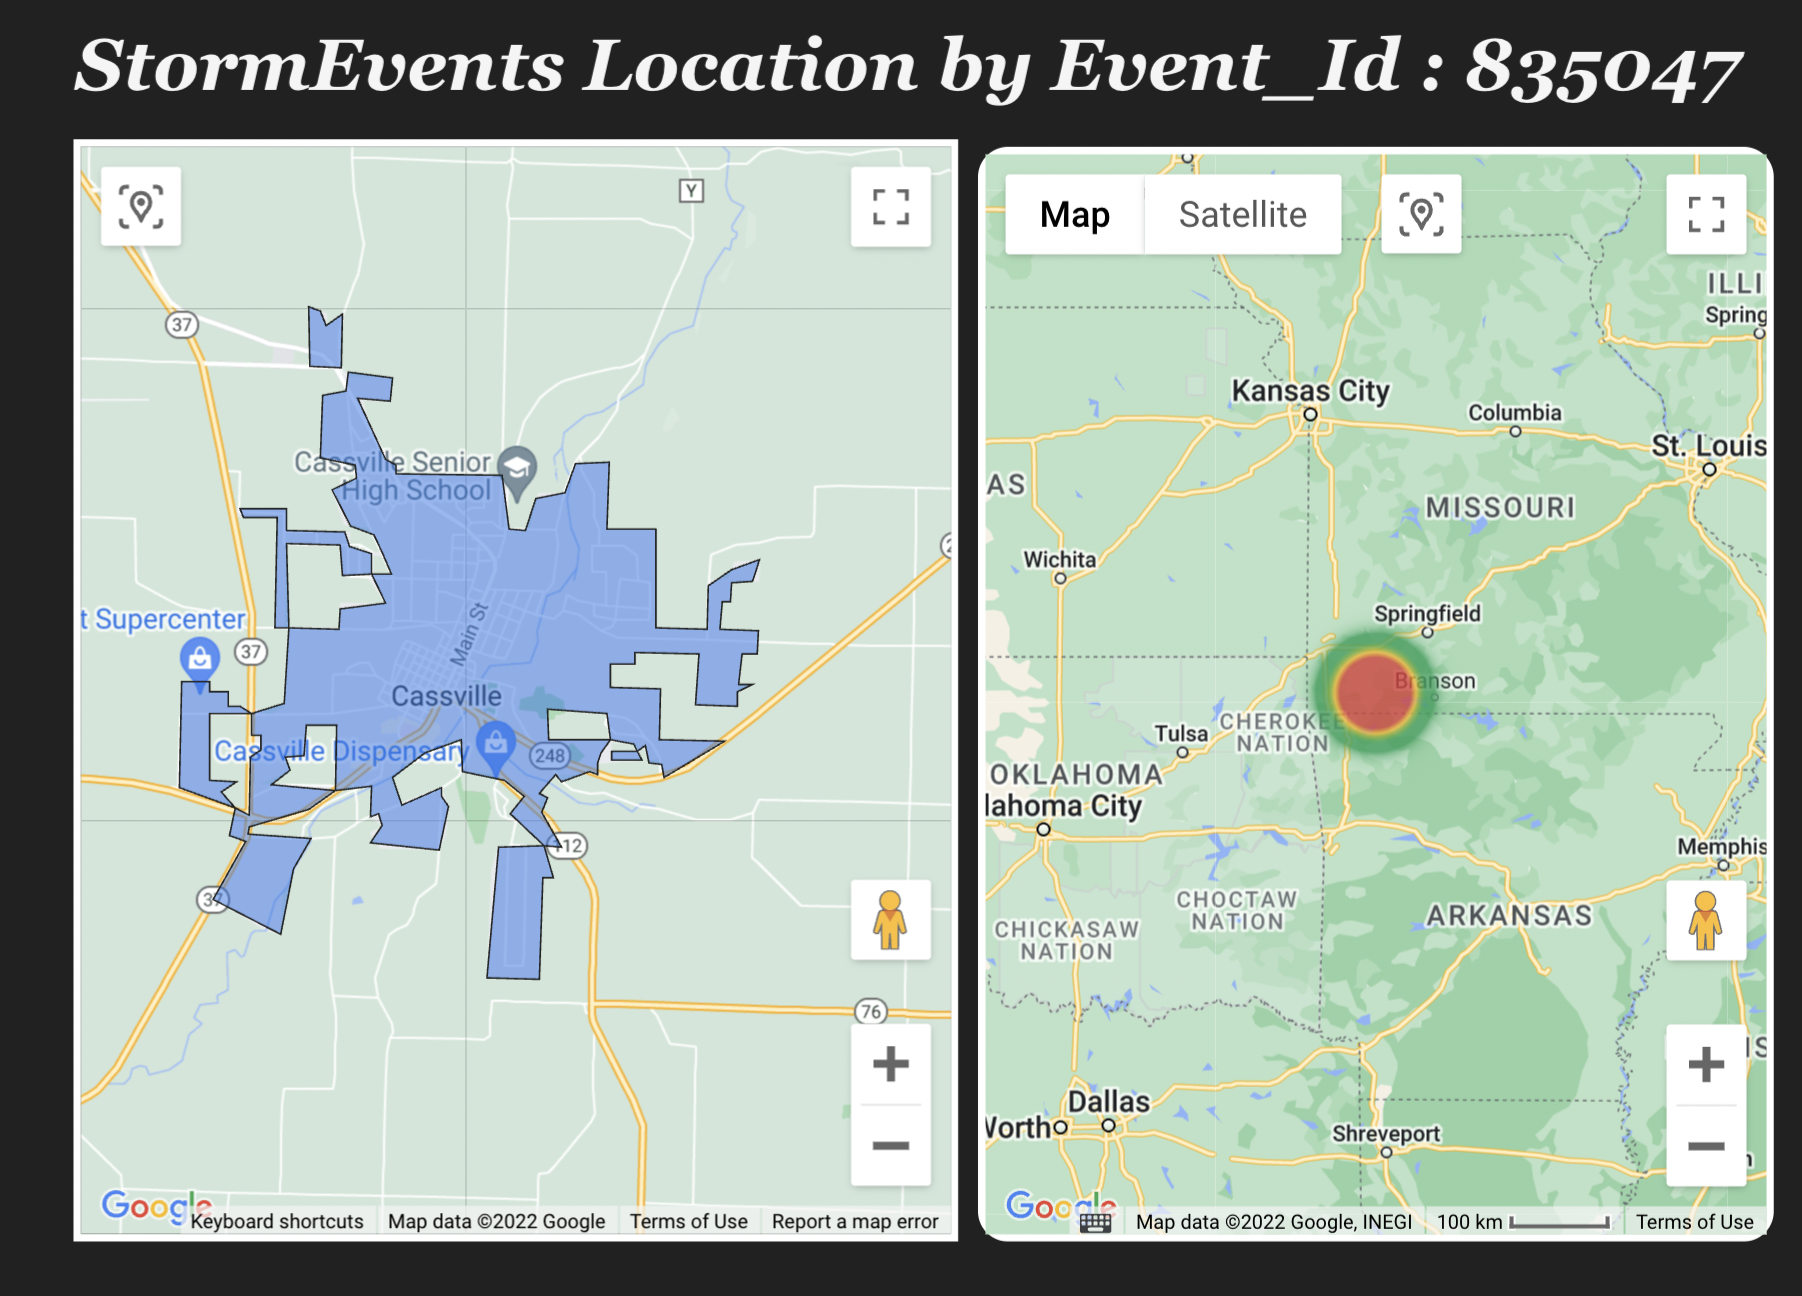 StormEvents Location by Event_Id : 835047
Y
37
Cassville Senior
High School
t Supercenter
37
Main St
Cassville
Cassville Dispensary
248
112
37
76
Google
Keyboard shortcuts
Map data ©2022 Google
Terms of Use
Report a map error
Map
Satellite
ILLI
Spring
Kansas City
Columbia
St. Louis
AS
MISSOURI
Wichita
Springfield
Branson
Tulsa
CHEROKEE
NATION
OKLAHOMA
lahoma City
Memphis
CHOCTAW
NATION
ARKANSAS
CHICKASAW
NATION
Dallas
Worth
Shreveport
Google
Map data ©2022 Google, INEGI
100 km
Terms of Use